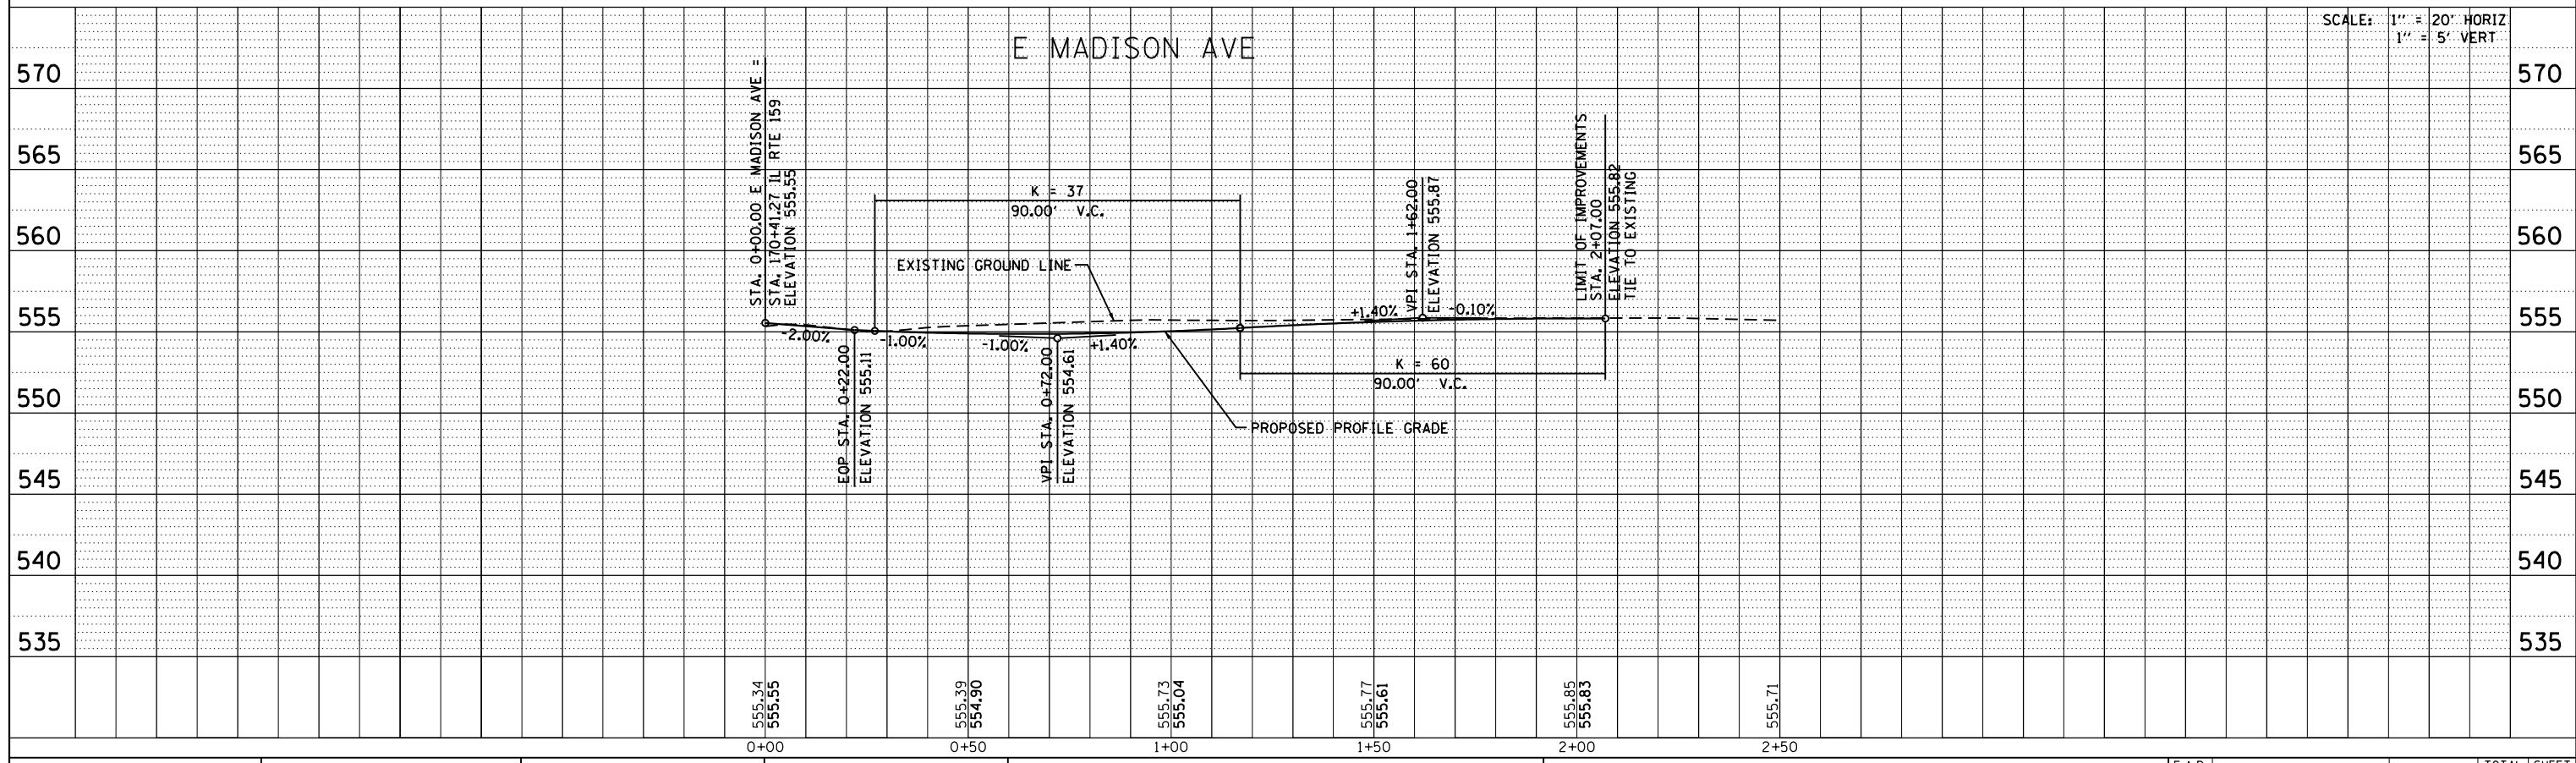 SCALE: 1'' = 20' HORIZ
1'' = 5' VERT
E MADISON AVE
570
570
565
565
560
560
555
555
550
550
545
545
540
540
535
535
STA. 0+00.00 E MADISON AVE =
STA. 170+41.27 IL RTE 159
ELEVATION 555.55
K = 37
90.00' V.C.
EXISTING GROUND LINE
VPI STA. 1+62.00
ELEVATION 555.87
LIMIT OF IMPROVEMENTS
STA. 2+07.00
ELEVATION 555.82
TIE TO EXISTING
-2.00%
-1.00%
-1.00%
+1.40%
+1.40%
-0.10%
EOP STA. 0+22.00
ELEVATION 555.11
VPI STA. 0+72.00
ELEVATION 554.61
K = 60
90.00' V.C.
PROPOSED PROFILE GRADE
555.34
555.55
555.39
554.90
555.73
555.04
555.77
555.61
555.85
555.83
555.71
0+00
0+50
1+00
1+50
2+00
2+50